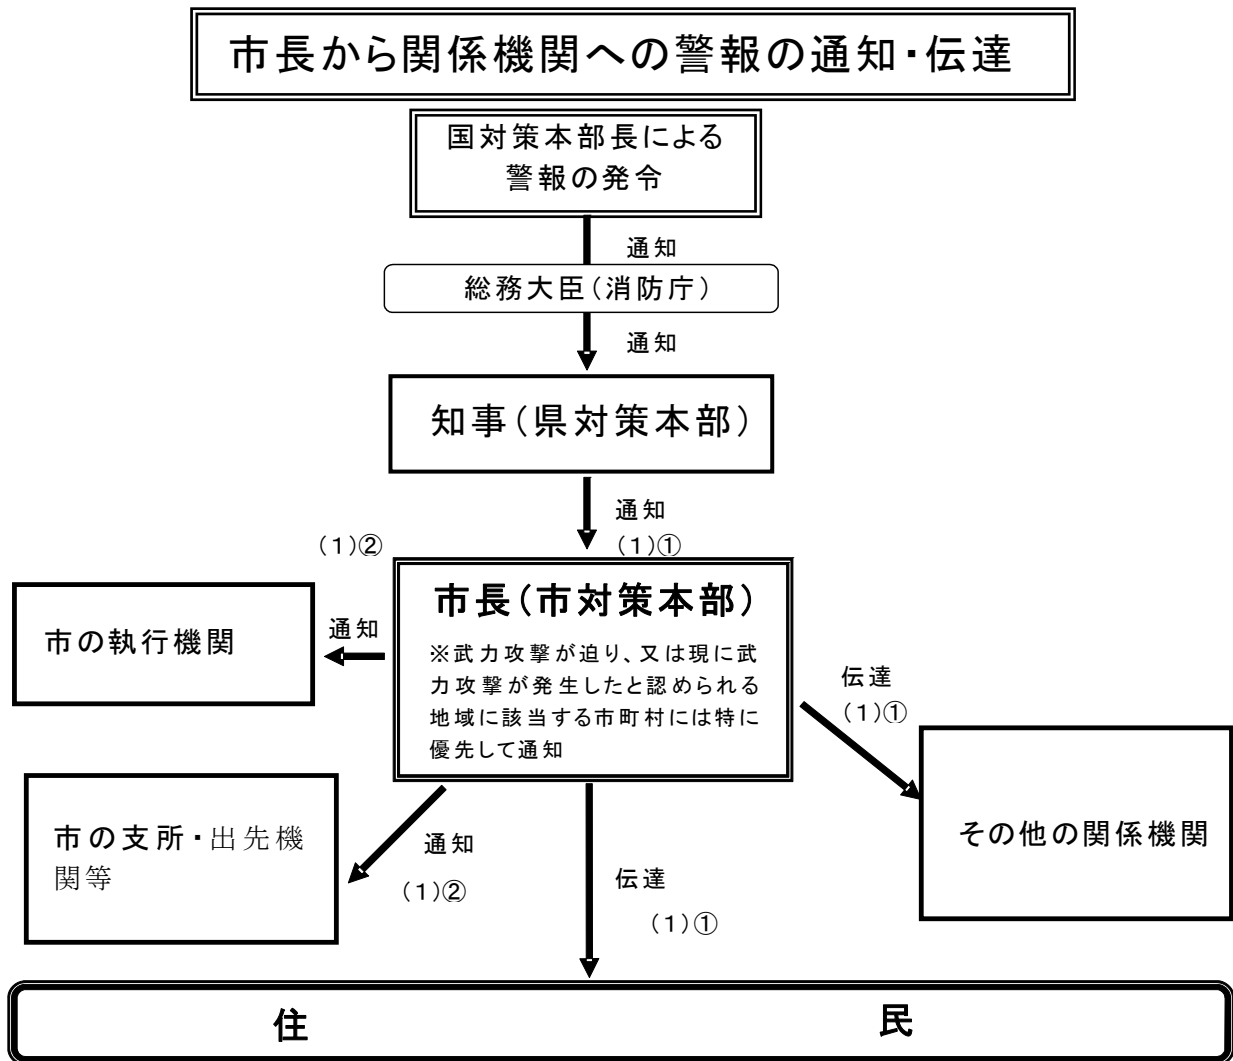 市長から関係機関への警報の通知・伝達
国対策本部長による
警報の発令
通知
総務大臣（消防庁）
通知
知事（県対策本部）
通知
（１）②
（１）①
市長（市対策本部）
※武力攻撃が迫り、又は現に武
力攻撃が発生したと認められる
地域に該当する市町村には特に
優先して通知
市の執行機関
通知
伝達
（１）①
その他の関係機関
市の支所・出先機
関等
通知
（１）②
伝達
（１）①
住　民